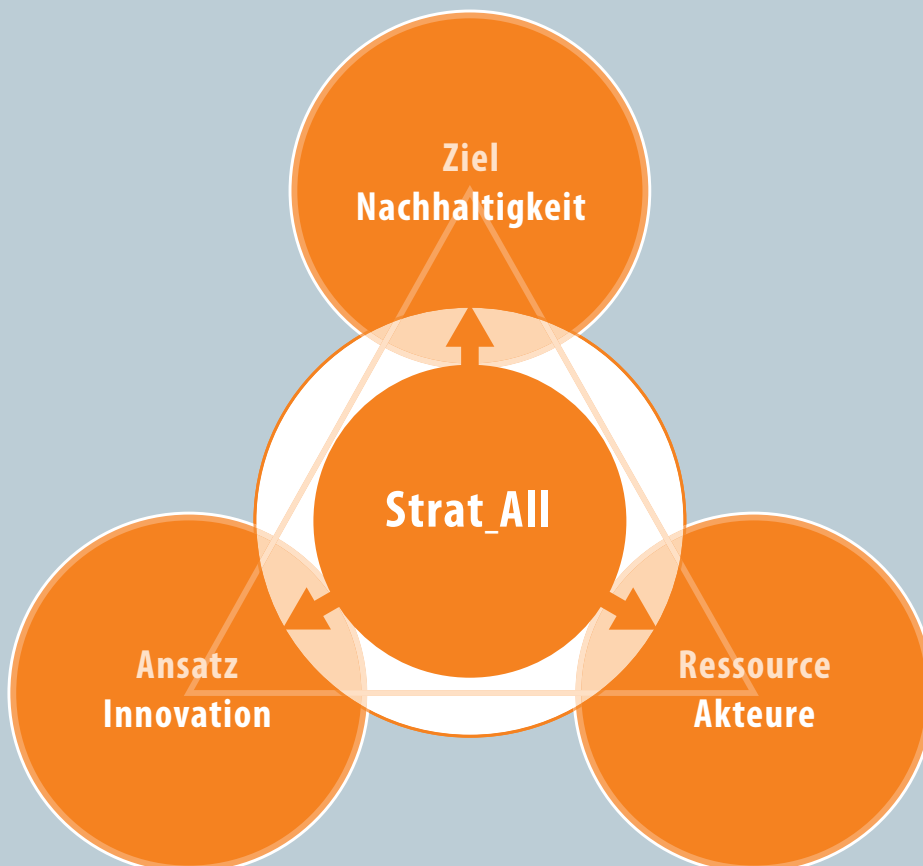 Ziel
Nachhaltigkeit
Strat_All
Ansatz
Innovation
Ressource
Akteure